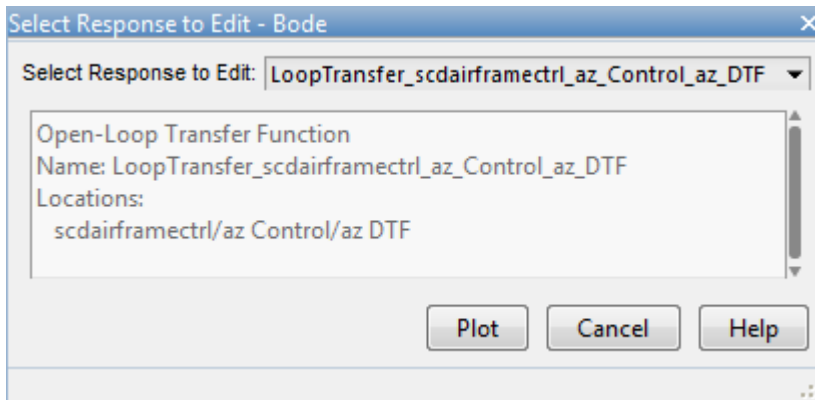 Select Response to Edit - Bode
Select Response to Edit: LoopTransfer_scdairframectrl_az_Control_az_DTF
Open-Loop Transfer Function
Name: LoopTransfer_scdairframectrl_az_Control_az_DTF
Locations:
scdairframectrl/az Control/az DTF
Plot Cancel Help